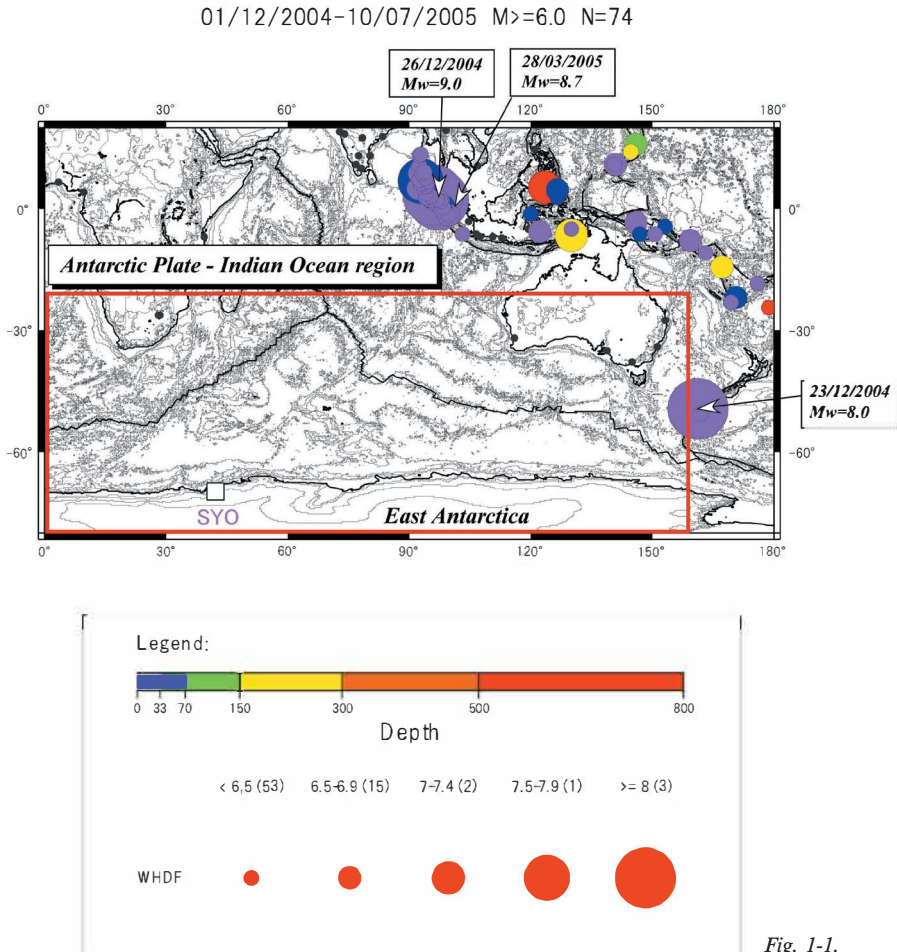 01/12/2004-10/07/2005 M>=6.0 N=74
26/12/2004
Mw=9.0
28/03/2005
Mw=8.7
0° 30° 60° 90° 120° 150° 180°
0° 0°
Antarctic Plate - Indian Ocean region
-30° -30°
23/12/2004
Mw=8.0
-60° -60°
SYO
East Antarctica
0° 30° 60° 90° 120° 150° 180°
Legend:
0 33 70 150 300 500 800
Depth
< 6,5 (53) 6.5-6.9 (15) 7-7.4 (2) 7.5-7.9 (1) >= 8 (3)
WHDF
Fig. 1-1.